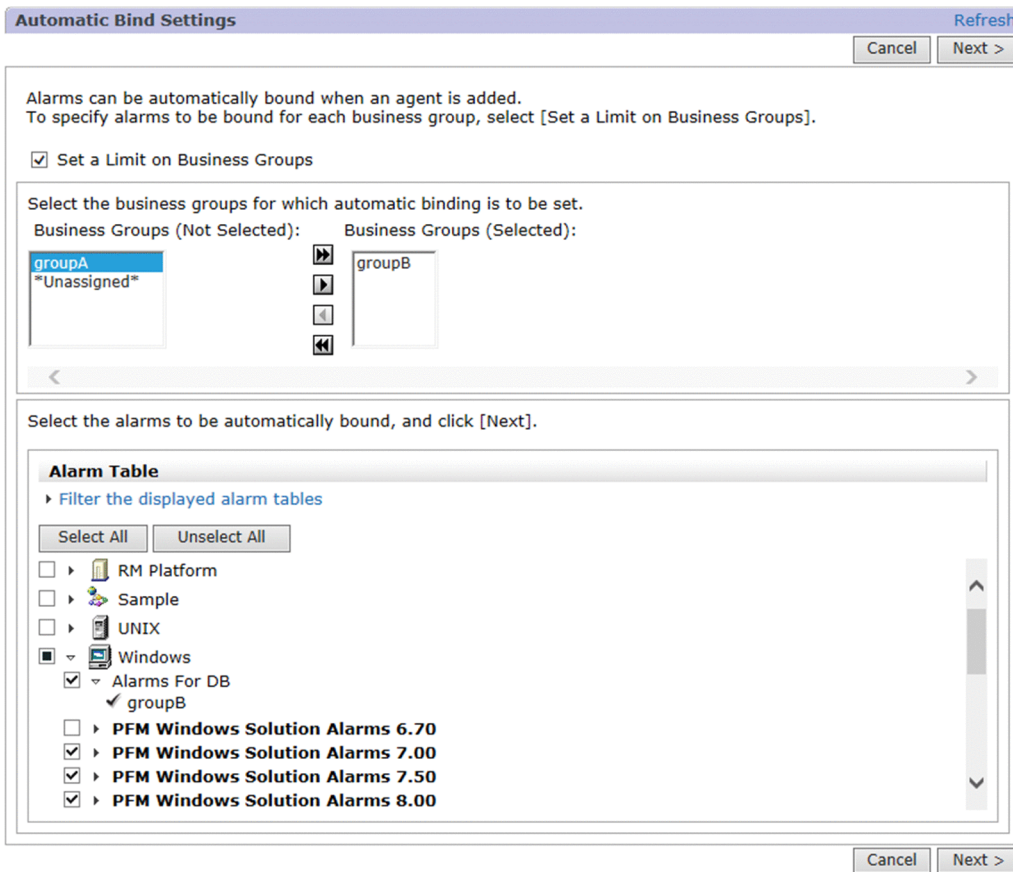 Automatic Bind Settings Refresh
Cancel Next >
Alarms can be automatically bound when an agent is added.
To specify alarms to be bound for each business group, select [Set a Limit on Business Groups].
Set a Limit on Business Groups
Select the business groups for which automatic binding is to be set.
Business Groups (Not Selected): Business Groups (Selected):
groupA groupB
*Unassigned*
Select the alarms to be automatically bound, and click [Next].
Alarm Table
Filter the displayed alarm tables
Select All Unselect All
RM Platform
Sample
UNIX
Windows
Alarms For DB
groupB
PFM Windows Solution Alarms 6.70
PFM Windows Solution Alarms 7.00
PFM Windows Solution Alarms 7.50
PFM Windows Solution Alarms 8.00
Cancel Next >